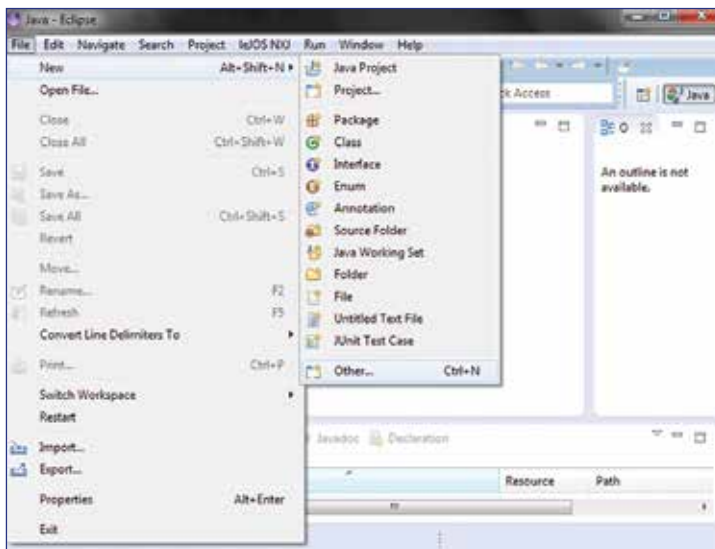 Java - Eclipse
File Edit Navigate Search Project leJOS NXJ Run Window Help
New Alt+Shift+N
Open File...
Close Ctrl+W
Close All Ctrl+Shift+W
Save Ctrl+S
Save As...
Save All Ctrl+Shift+S
Revert
Move...
Rename... F2
Refresh F5
Convert Line Delimiters To
Print... Ctrl+P
Switch Workspace
Restart
Import...
Export...
Properties Alt+Enter
Exit
Java Project
Project...
Package
Class
Interface
Enum
Annotation
Source Folder
Java Working Set
Folder
File
Untitled Text File
JUnit Test Case
Other... Ctrl+N
Access
Java
O
An outline is not
available.
Javadoc Declaration
Resource Path